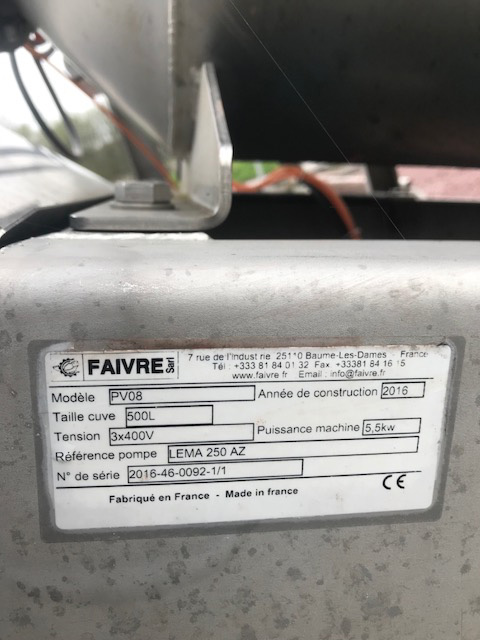 FAIVRE Sarl
7 rue de l'Industrie 25110 Baume-Les-Dames - France
Tél : +333 81 84 01 32 Fax +33381 84 16 15
www.faivre.fr Email : info@faivre.fr
Modèle PV08 Année de construction 2016
Taille cuve 500L
Tension 3x400V Puissance machine 5,5kw
Référence pompe LEMA 250 AZ
N° de série 2016-46-0092-1/1
CE
Fabriqué en France - Made in france